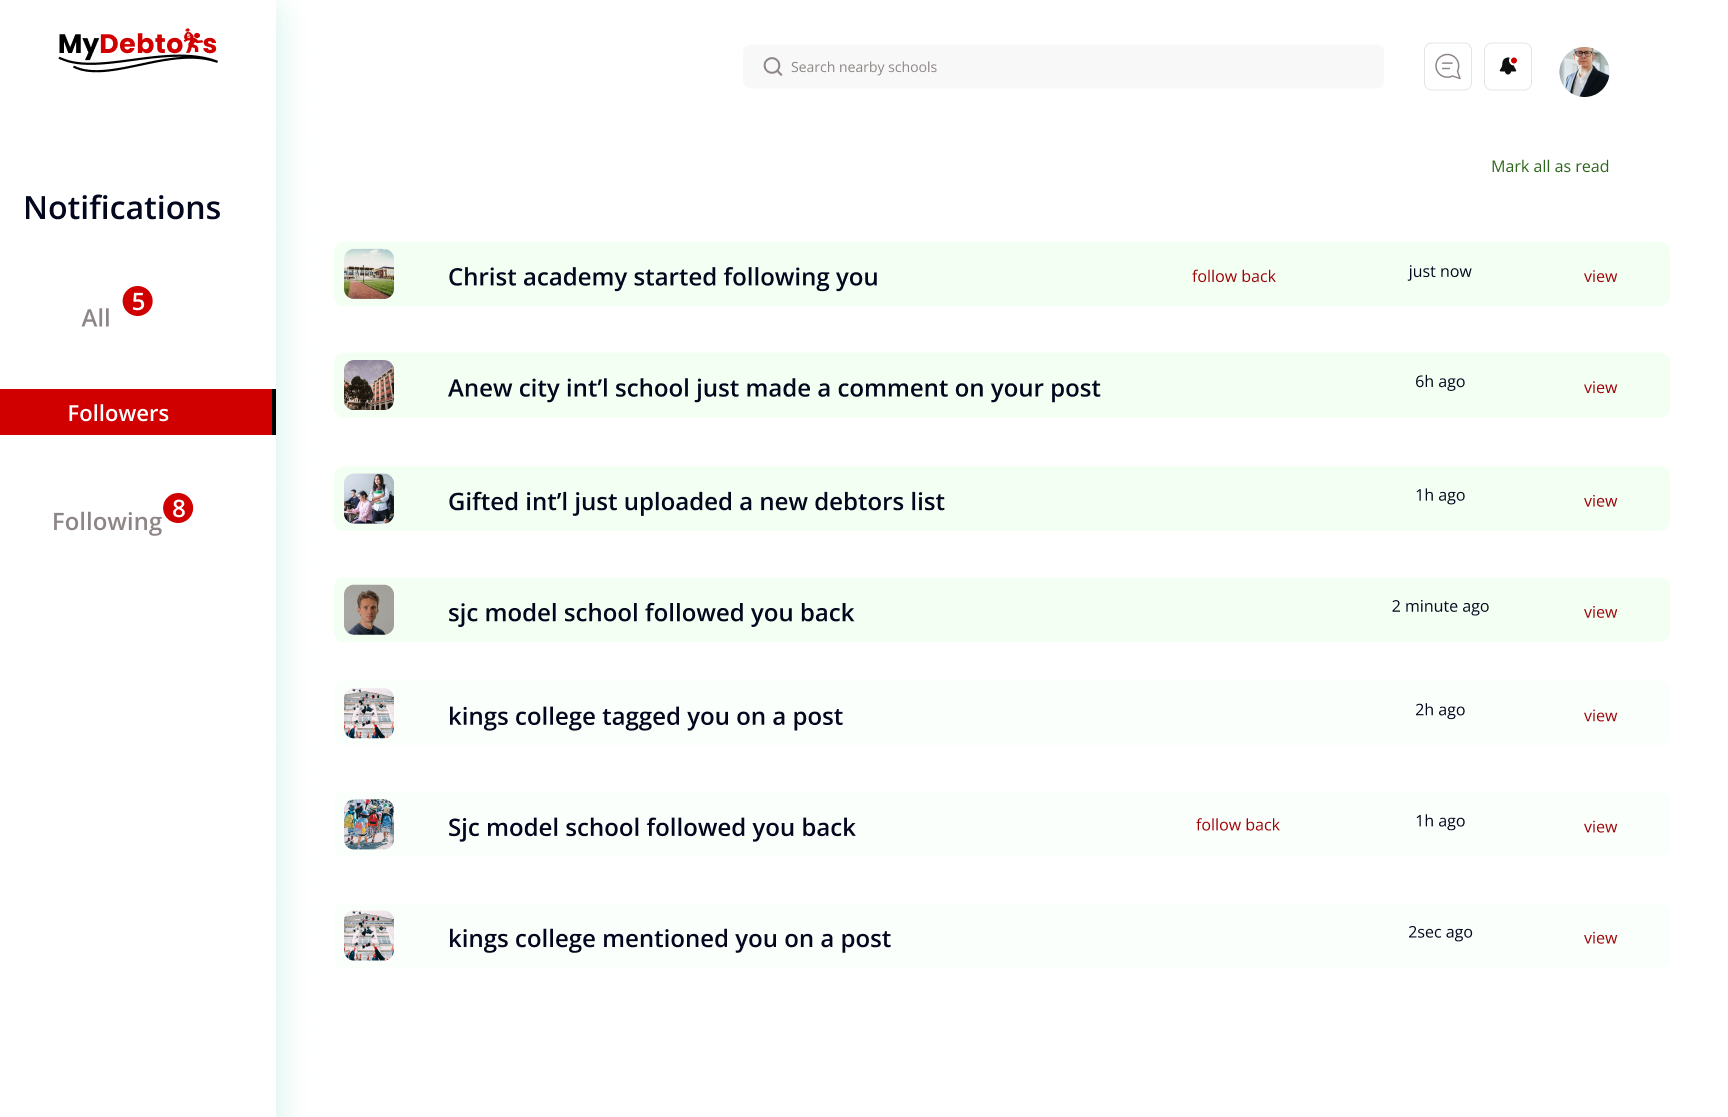 MyDebtors
Search nearby schools
Mark all as read
Notifications
All 5
Followers
Following 8
Christ academy started following you follow back just now view
Anew city int’l school just made a comment on your post 6h ago view
Gifted int’l just uploaded a new debtors list 1h ago view
sjc model school followed you back 2 minute ago view
kings college tagged you on a post 2h ago view
Sjc model school followed you back follow back 1h ago view
kings college mentioned you on a post 2sec ago view